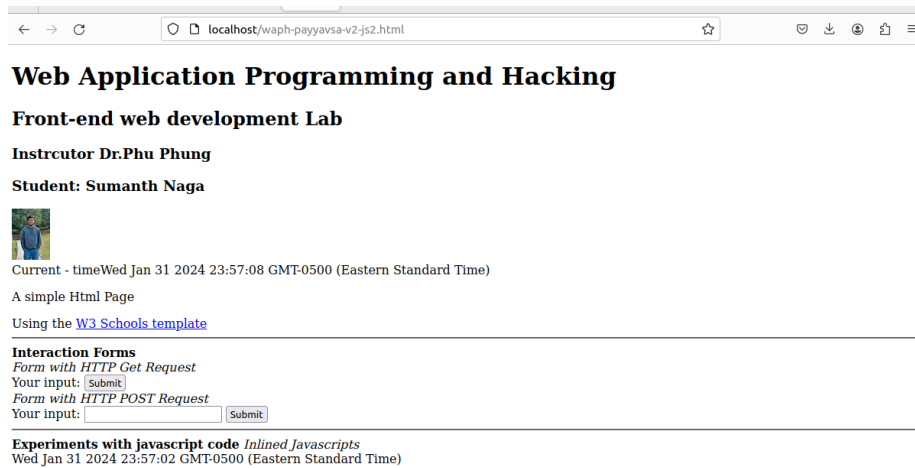 localhost/waph-payyavsa-v2-js2.html
Web Application Programming and Hacking
Front-end web development Lab
Instrcutor Dr.Phu Phung
Student: Sumanth Naga
Current - timeWed Jan 31 2024 23:57:08 GMT-0500 (Eastern Standard Time)
A simple Html Page
Using the W3 Schools template
Interaction Forms
Form with HTTP Get Request
Your input: Submit
Form with HTTP POST Request
Your input: Submit
Experiments with javascript code Inlined Javascripts
Wed Jan 31 2024 23:57:02 GMT-0500 (Eastern Standard Time)